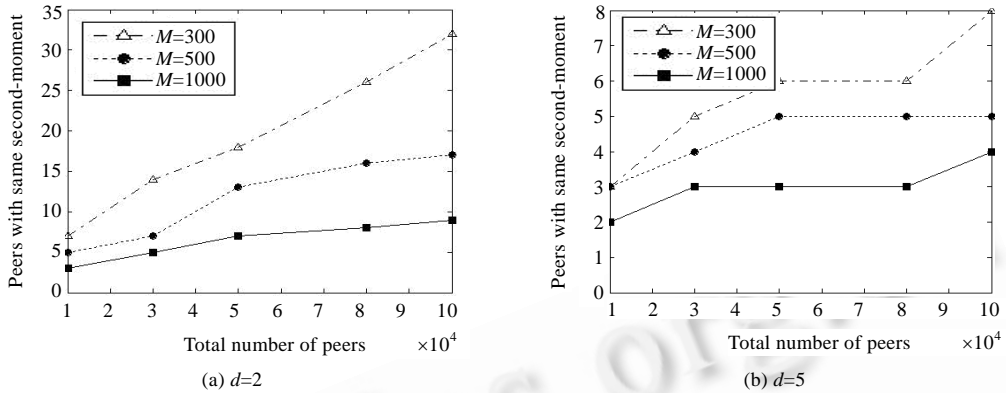 Peers with same second-moment
35
30
25
20
15
10
5
0
M=300
M=500
M=1000
1 2 3 4 5 6 7 8 9 10
Total number of peers ×10⁴
(a) d=2
Peers with same second-moment
8
7
6
5
4
3
2
1
0
M=300
M=500
M=1000
1 2 3 4 5 6 7 8 9 10
Total number of peers ×10⁴
(b) d=5